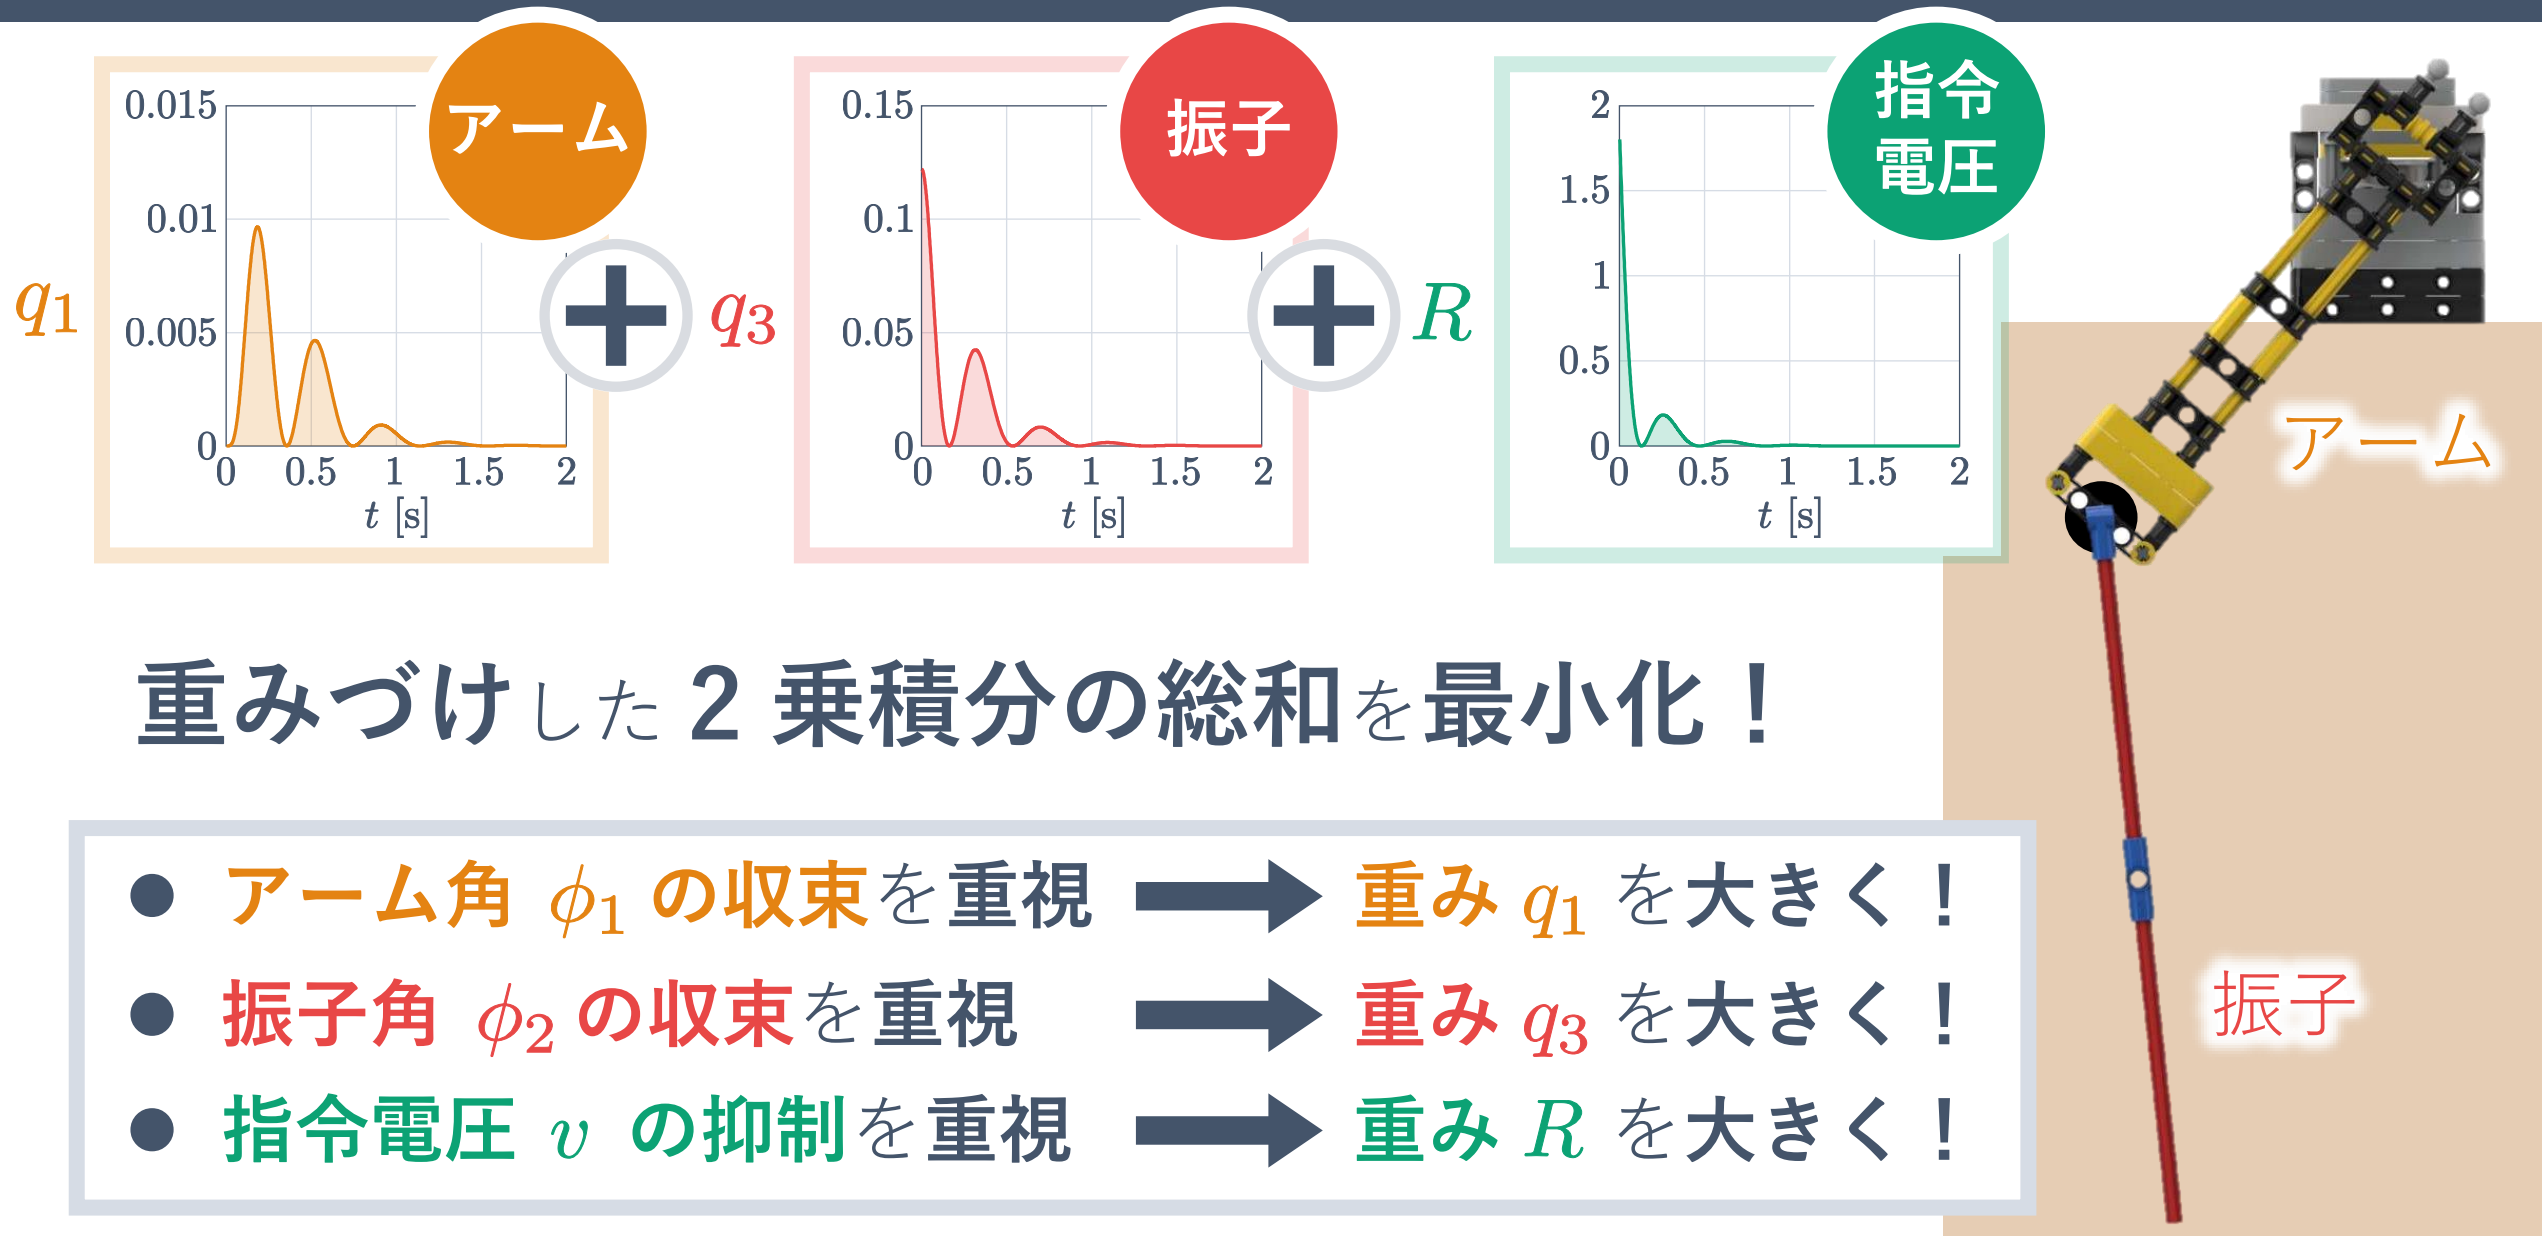 アーム
0.015
0.01
0.005
0
0 0.5 1 1.5 2
t [s]
q1
振子
0.15
0.1
0.05
0
0 0.5 1 1.5 2
t [s]
q3
指令
電圧
2
1.5
1
0.5
0
0 0.5 1 1.5 2
t [s]
R
アーム
振子
重みづけした 2 乗積分の総和を最小化！
● アーム角 ϕ1 の収束を重視 ➡ 重み q1 を大きく！
● 振子角 ϕ2 の収束を重視 ➡ 重み q3 を大きく！
● 指令電圧 v の抑制を重視 ➡ 重み R を大きく！